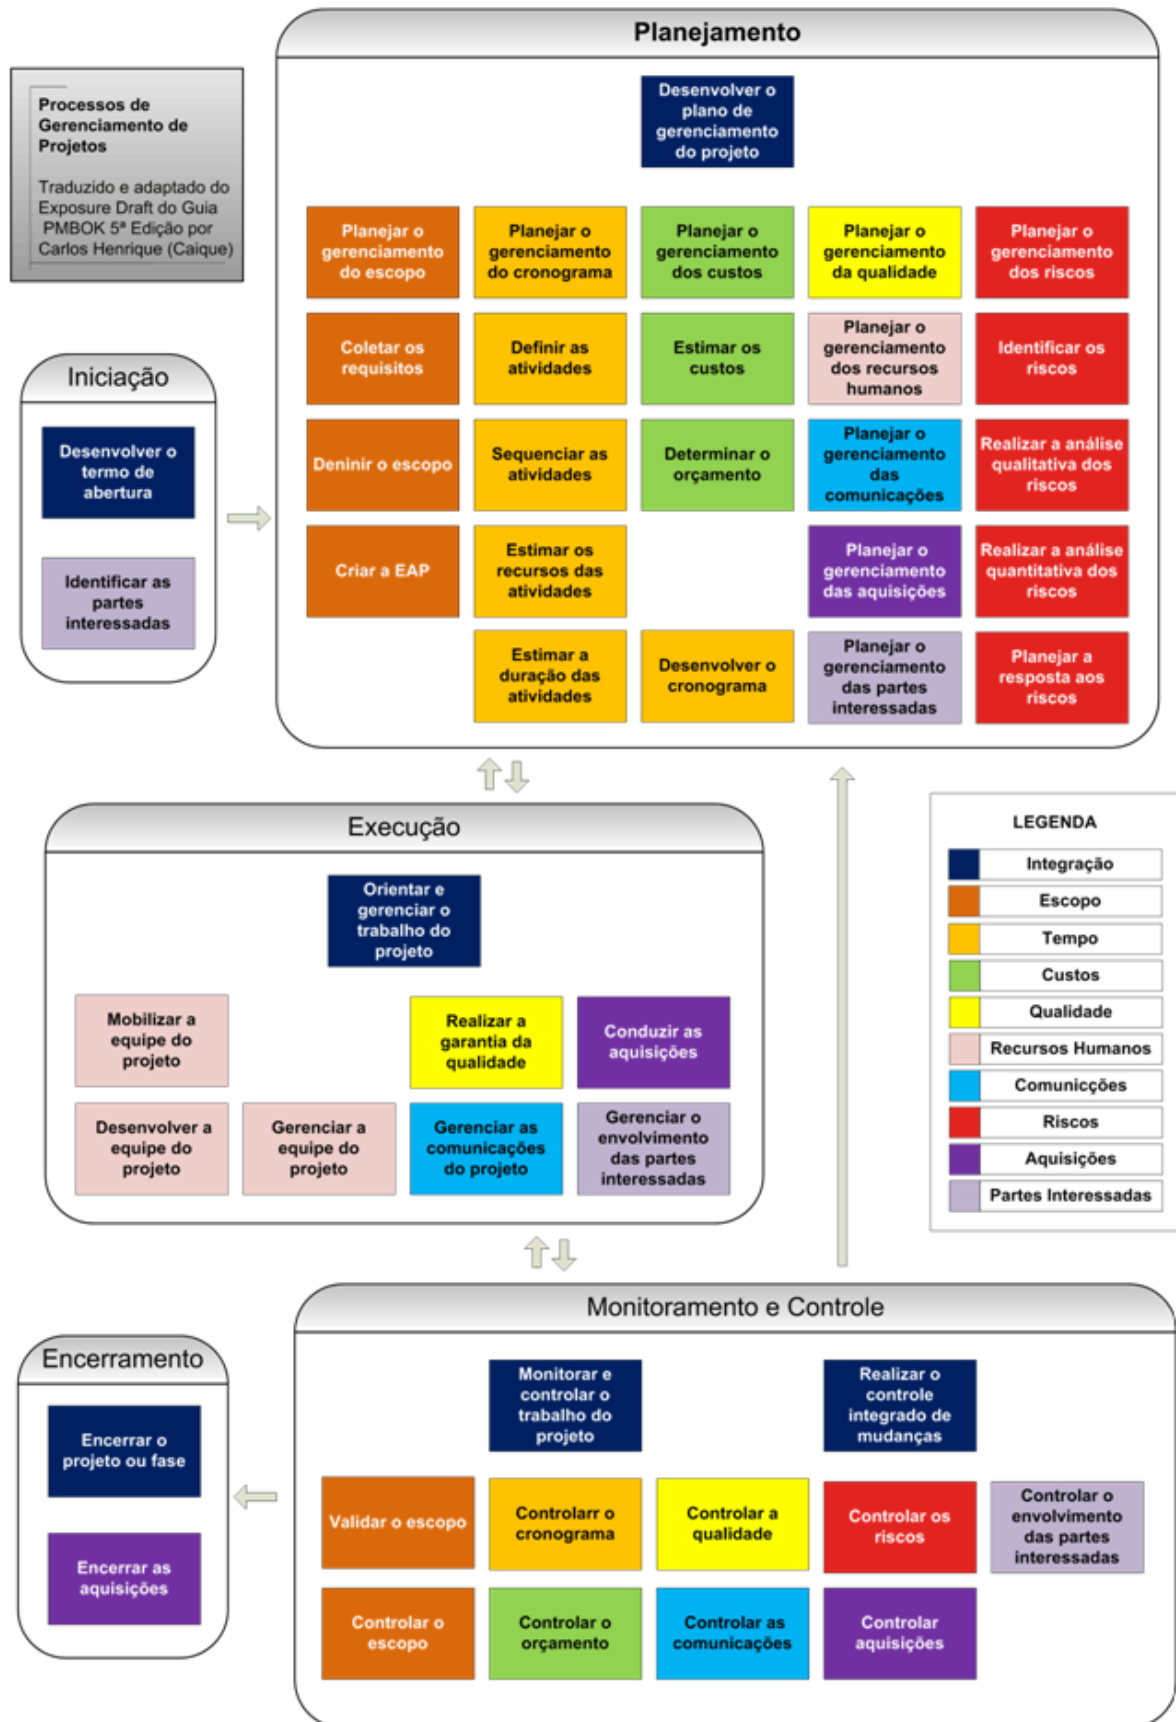 Planejamento
Processos de
Gerenciamento de
Projetos
Traduzido e adaptado do
Exposure Draft do Guia
PMBOK 5ª Edição por
Carlos Henrique (Caique)
Desenvolver o
plano de
gerenciamento
do projeto
Planejar o
gerenciamento
do escopo
Planejar o
gerenciamento
do cronograma
Planejar o
gerenciamento
dos custos
Planejar o
gerenciamento
da qualidade
Planejar o
gerenciamento
dos riscos
Coletar os
requisitos
Definir as
atividades
Estimar os
custos
Planejar o
gerenciamento
dos recursos
humanos
Identificar os
riscos
Deninir o escopo
Sequenciar as
atividades
Determinar o
orçamento
Planejar o
gerenciamento
das
comunicações
Realizar a análise
qualitativa dos
riscos
Criar a EAP
Estimar os
recursos das
atividades
Planejar o
gerenciamento
das aquisições
Realizar a análise
quantitativa dos
riscos
Estimar a
duração das
atividades
Desenvolver o
cronograma
Planejar o
gerenciamento
das partes
interessadas
Planejar a
resposta aos
riscos
Iniciação
Desenvolver o
termo de
abertura
Identificar as
partes
interessadas
Execução
Orientar e
gerenciar o
trabalho do
projeto
Mobilizar a
equipe do
projeto
Realizar a
garantia da
qualidade
Conduzir as
aquisições
Desenvolver a
equipe do
projeto
Gerenciar a
equipe do
projeto
Gerenciar as
comunicações
do projeto
Gerenciar o
envolvimento
das partes
interessadas
LEGENDA
Integração
Escopo
Tempo
Custos
Qualidade
Recursos Humanos
Comunicções
Riscos
Aquisições
Partes Interessadas
Monitoramento e Controle
Monitorar e
controlar o
trabalho do
projeto
Realizar o
controle
integrado de
mudanças
Validar o escopo
Controlarr o
cronograma
Controlar a
qualidade
Controlar os
riscos
Controlar o
envolvimento
das partes
interessadas
Controlar o
escopo
Controlar o
orçamento
Controlar as
comunicações
Controlar
aquisições
Encerramento
Encerrar o
projeto ou fase
Encerrar as
aquisições